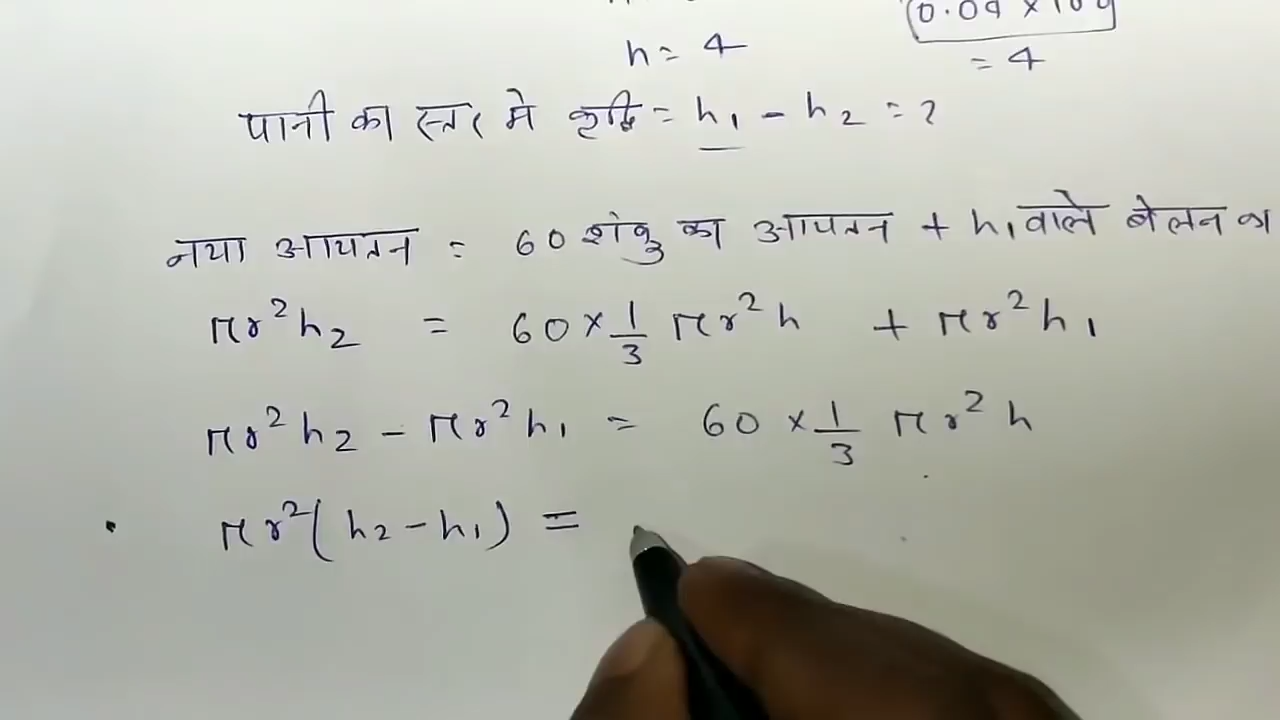 0.04 × 100
h = 4
= 4
पानी का स्तर मे वृद्धि = h₁ - h₂ = ?
नया आयतन = 60 शंकु का आयतन + h₁ वाले बेलन का
πr²h₂ = 60 × 1/3 πr²h + πr²h₁
πr²h₂ - πr²h₁ = 60 × 1/3 πr²h
πr²(h₂ - h₁) =